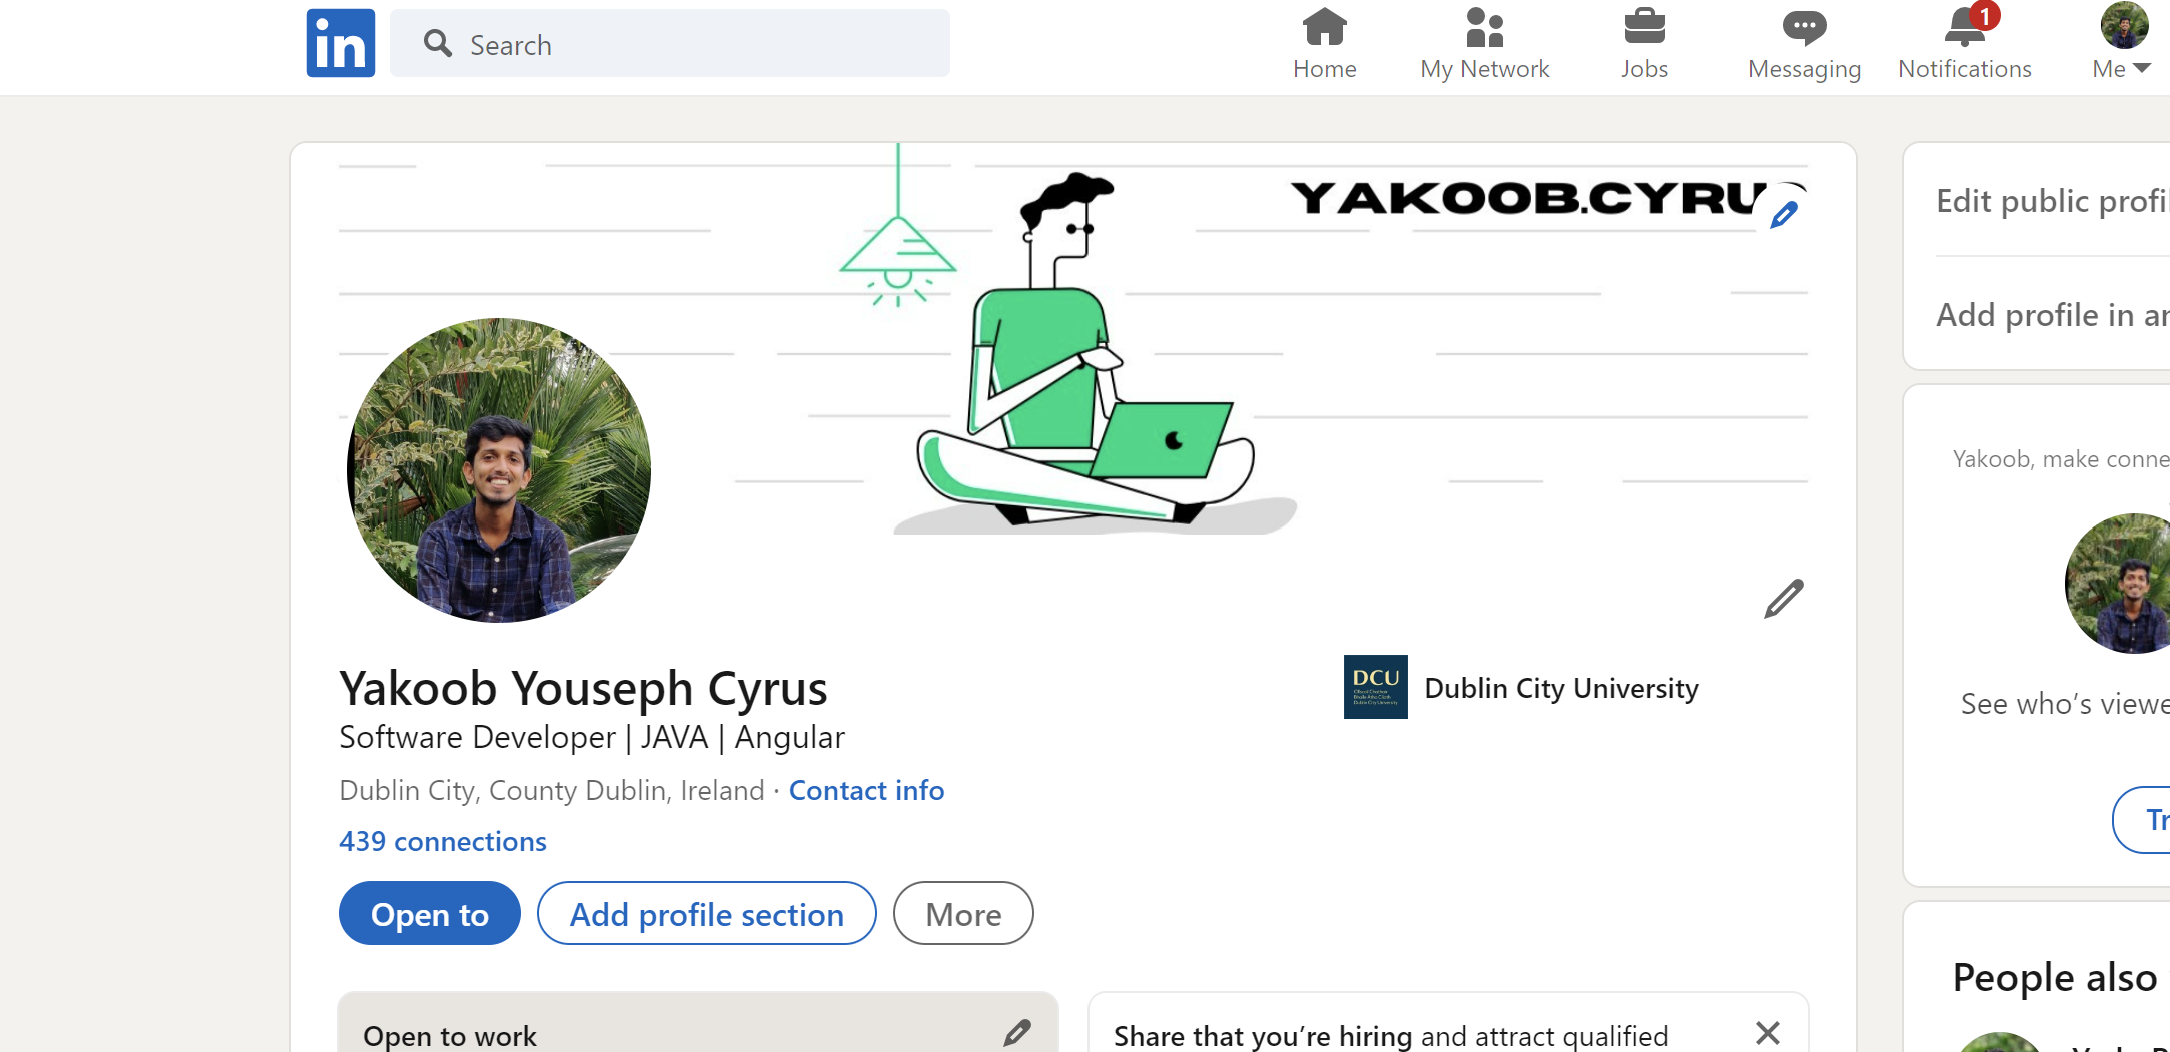 in
Search
Home
My Network
Jobs
Messaging
1
Notifications
Me
YAKOOB.CYRU
Edit public profi
Add profile in a
Yakoob, make conne
See who's viewe
Tr
DCU
Yakoob Youseph Cyrus
Dublin City University
Software Developer | JAVA | Angular
Dublin City, County Dublin, Ireland · Contact info
439 connections
Open to
Add profile section
More
People also
Open to work
Share that you're hiring and attract qualified